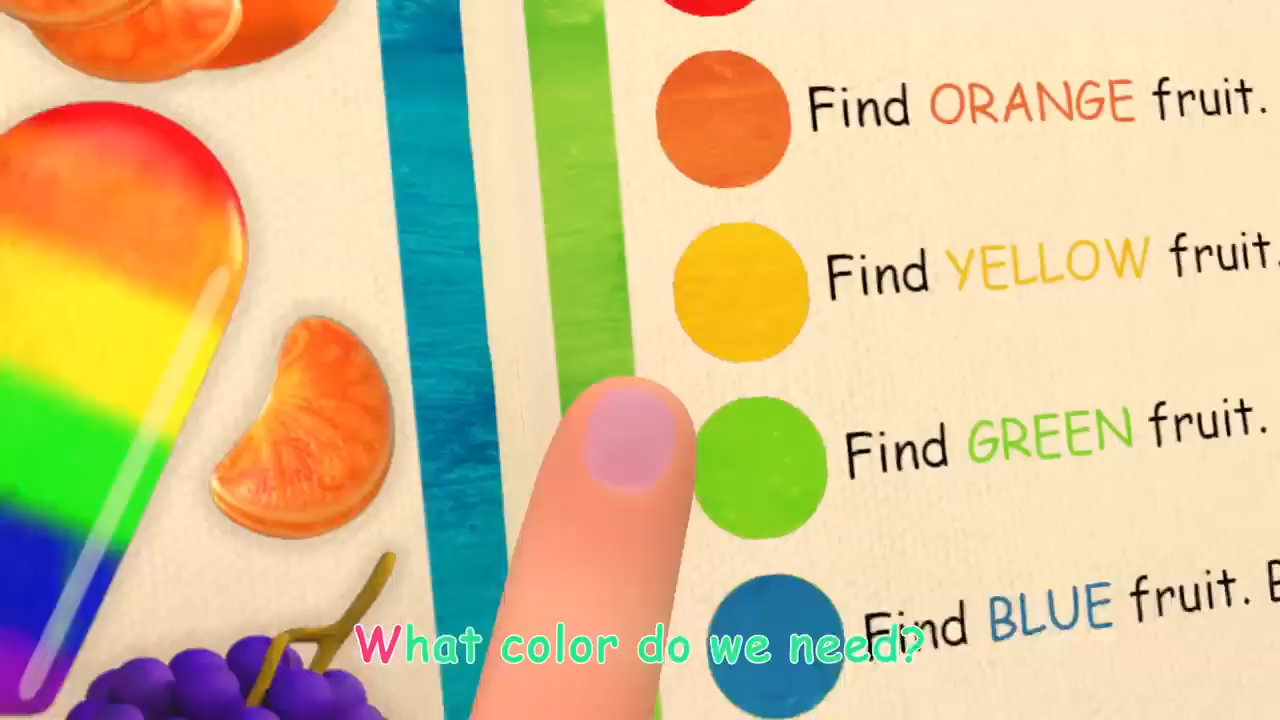 Find ORANGE fruit.
Find YELLOW fruit.
Find GREEN fruit.
Find BLUE fruit.
What color do we need?